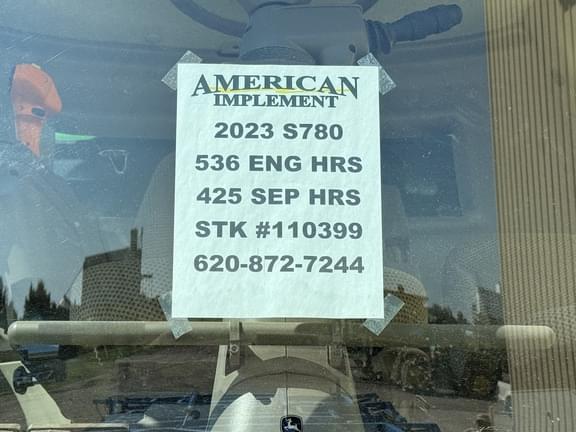 AMERICAN
IMPLEMENT
2023 S780
536 ENG HRS
425 SEP HRS
STK #110399
620-872-7244